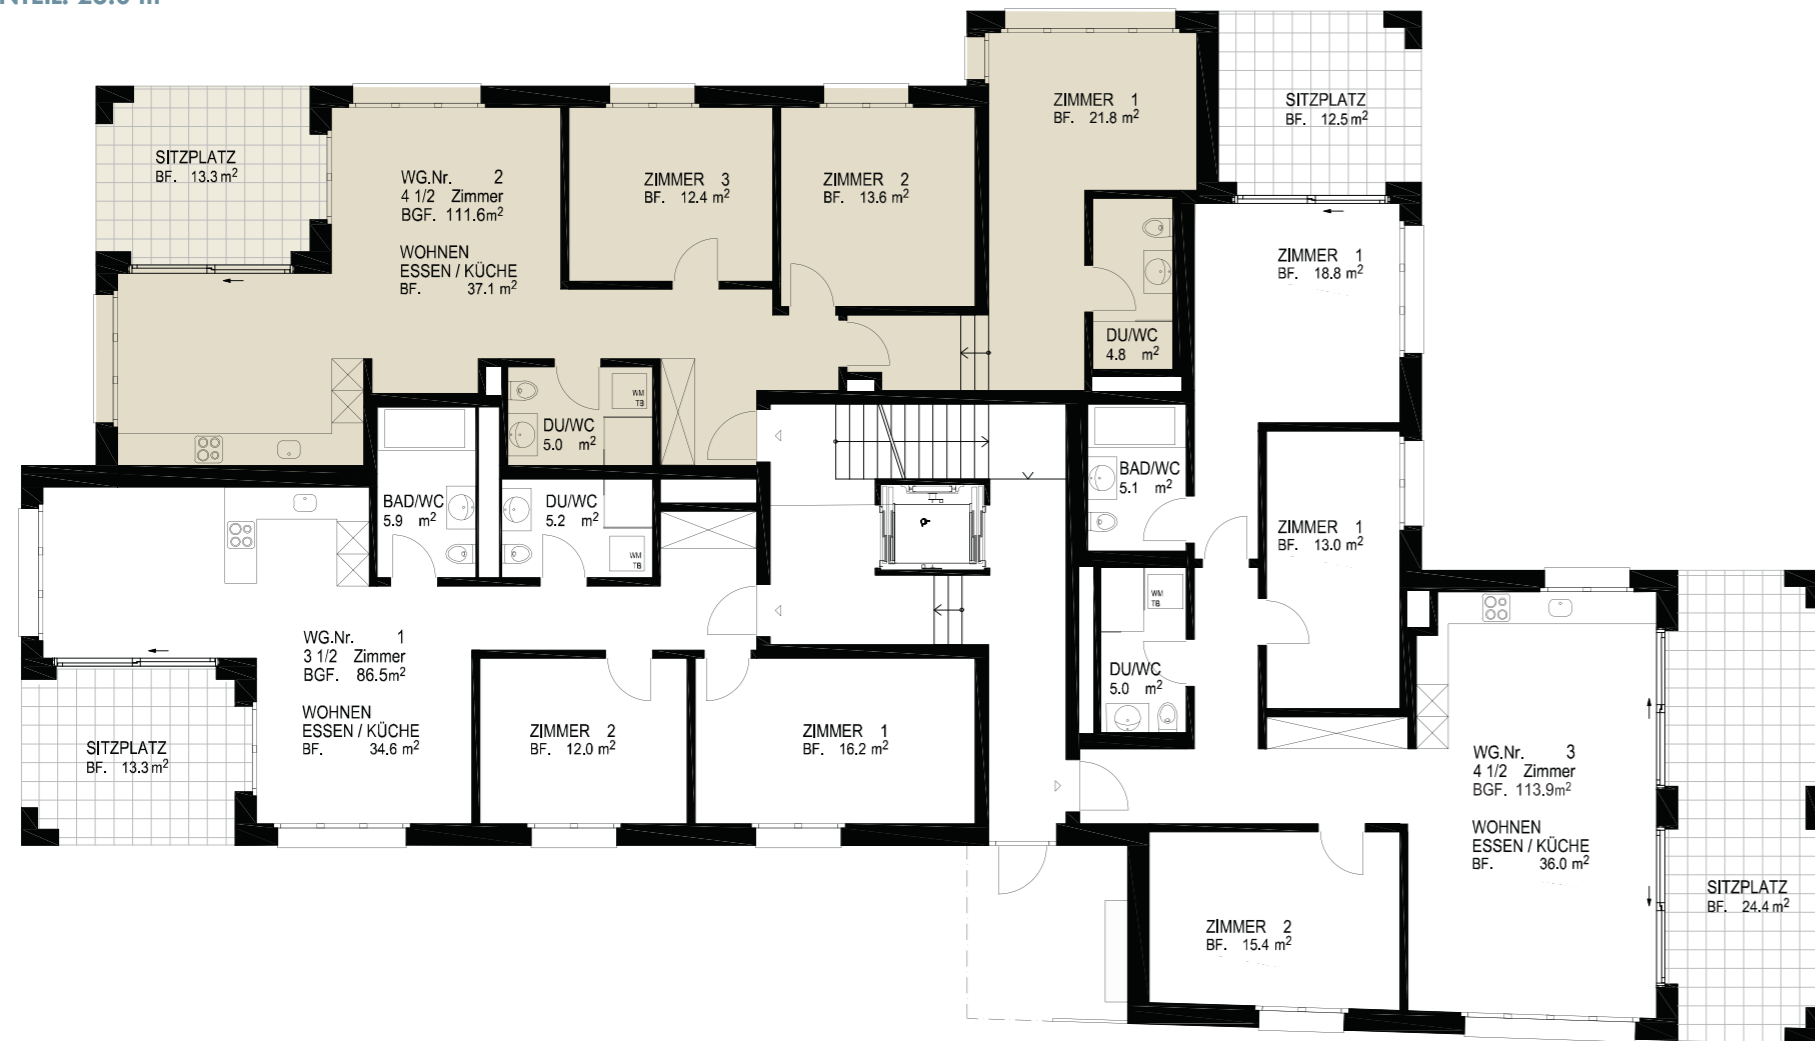 ANTEIL: 28.0 m
ZIMMER 1
BF. 21.8 m²
SITZPLATZ
BF. 12.5 m²
SITZPLATZ
BF. 13.3 m²
WG.Nr. 2
4 1/2 Zimmer
BGF. 111.6m²
WOHNEN
ESSEN / KÜCHE
BF. 37.1 m²
ZIMMER 3
BF. 12.4 m²
ZIMMER 2
BF. 13.6 m²
ZIMMER 1
BF. 18.8 m²
DU/WC
4.8 m²
WM
TB
DU/WC
5.0 m²
BAD/WC
5.9 m²
DU/WC
5.2 m²
WM
TB
BAD/WC
5.1 m²
ZIMMER 1
BF. 13.0 m²
WM
TB
DU/WC
5.0 m²
WG.Nr. 1
3 1/2 Zimmer
BGF. 86.5m²
WOHNEN
ESSEN / KÜCHE
BF. 34.6 m²
SITZPLATZ
BF. 13.3 m²
ZIMMER 2
BF. 12.0 m²
ZIMMER 1
BF. 16.2 m²
WG.Nr. 3
4 1/2 Zimmer
BGF. 113.9m²
WOHNEN
ESSEN / KÜCHE
BF. 36.0 m²
SITZPLATZ
BF. 24.4 m²
ZIMMER 2
BF. 15.4 m²